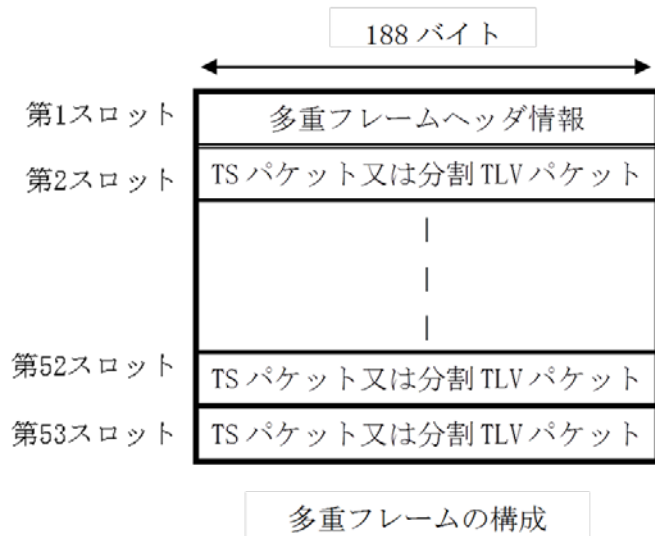 188 バイト
第1スロット 多重フレームヘッダ情報
第2スロット TS パケット又は分割 TLV パケット
第52スロット TS パケット又は分割 TLV パケット
第53スロット TS パケット又は分割 TLV パケット
多重フレームの構成